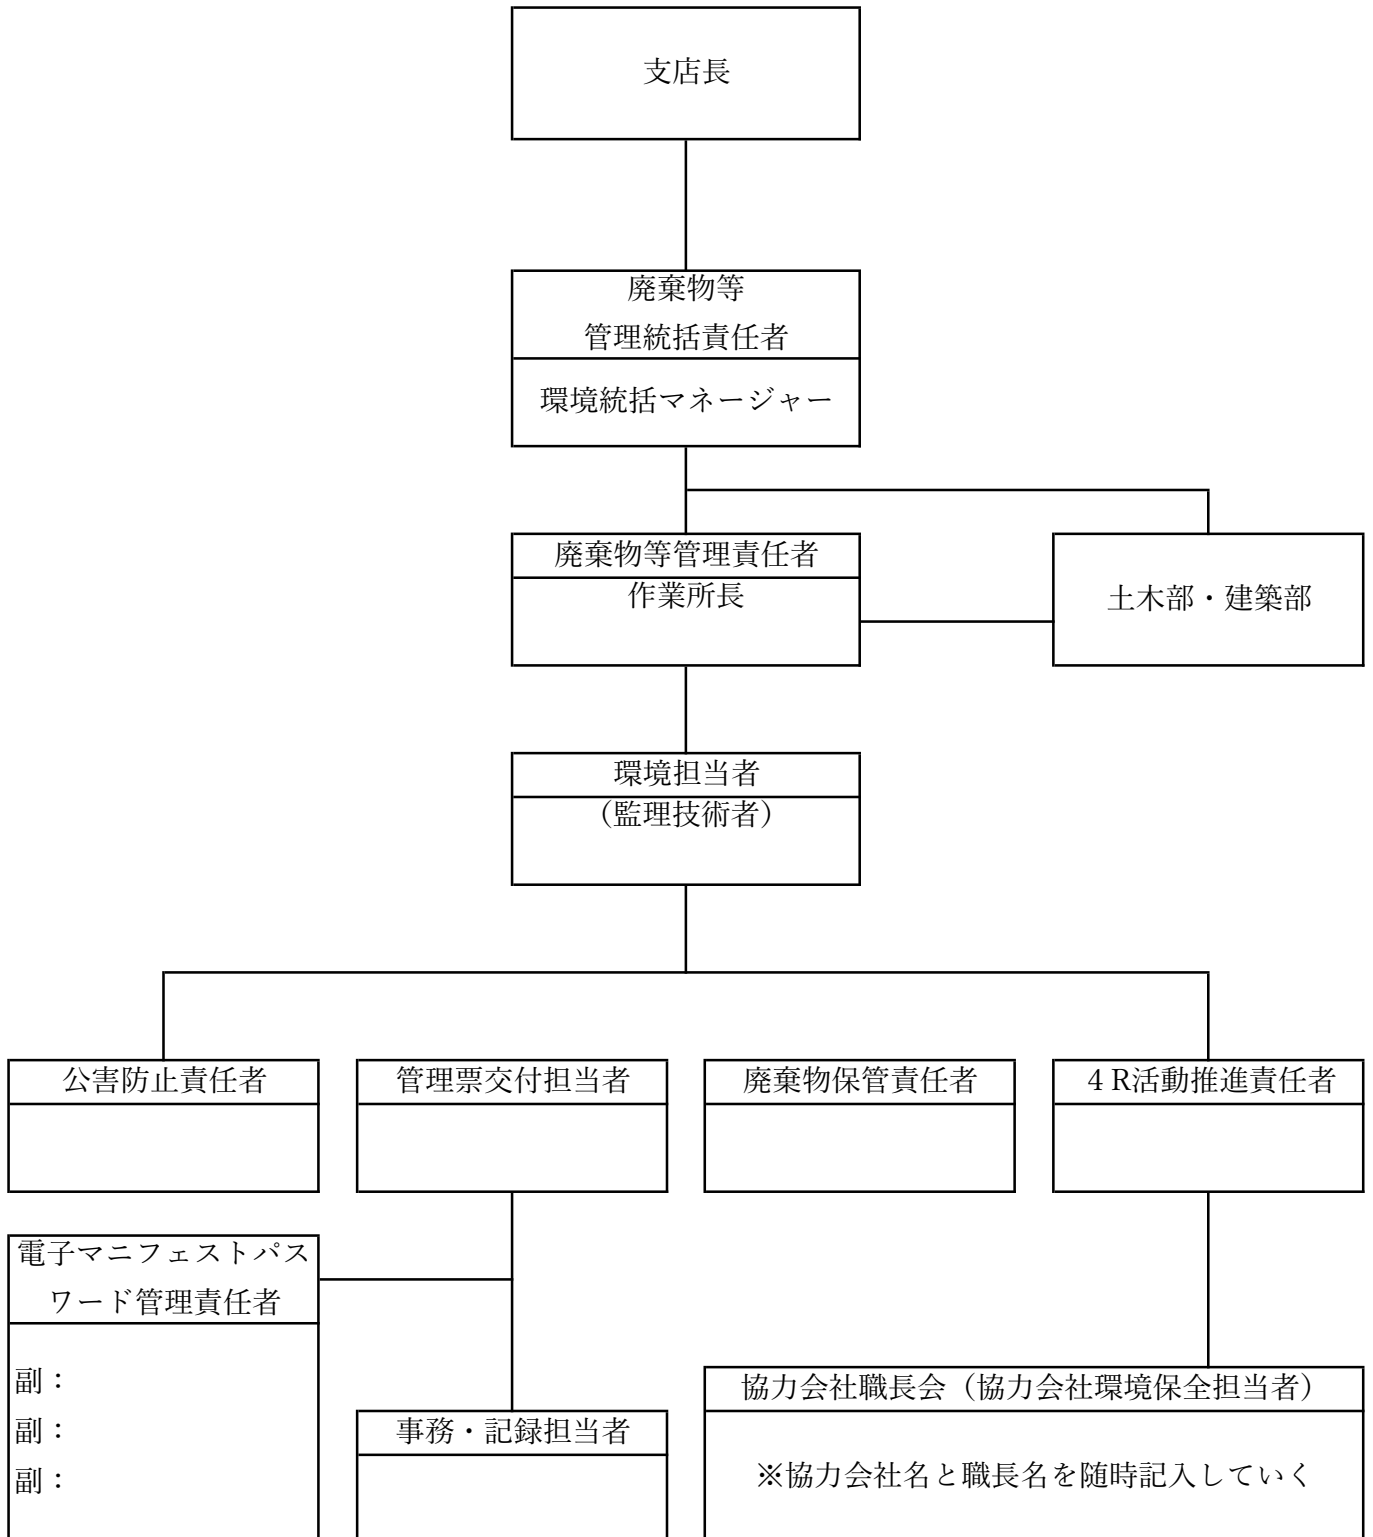 支店長
廃棄物等
管理統括責任者
環境統括マネージャー
廃棄物等管理責任者
作業所長
土木部・建築部
環境担当者
（監理技術者）
公害防止責任者
管理票交付担当者
廃棄物保管責任者
４R活動推進責任者
電子マニフェストパス
ワード管理責任者
副：
副：
副：
事務・記録担当者
協力会社職長会（協力会社環境保全担当者）
※協力会社名と職長名を随時記入していく